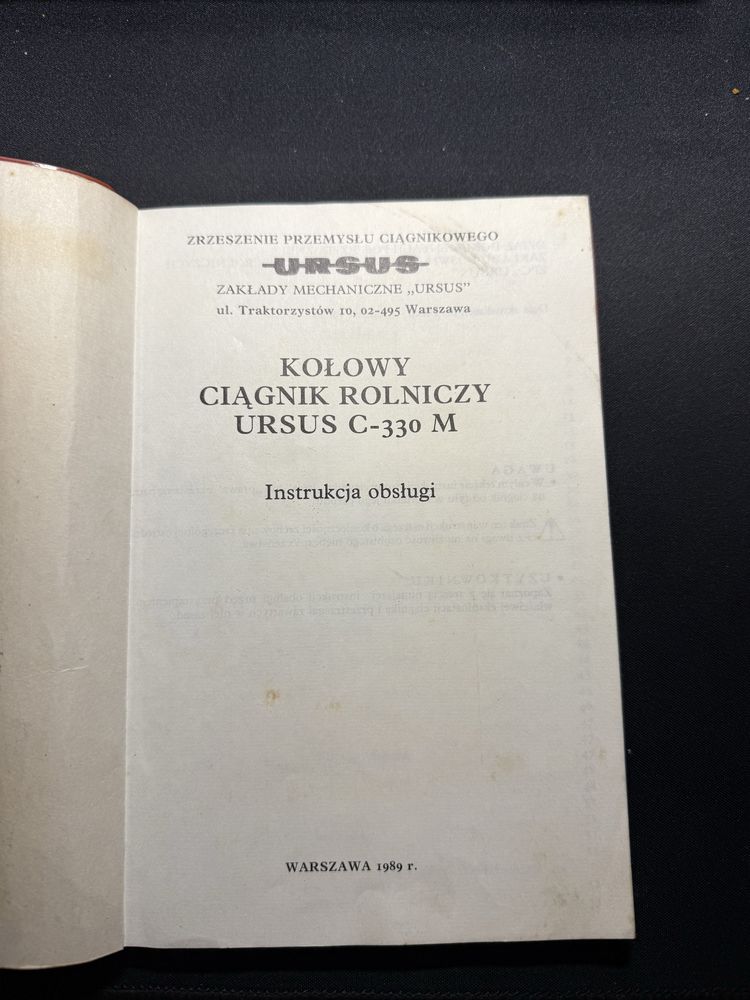 ZRZESZENIE PRZEMYSŁU CIĄGNIKOWEGO
URSUS
ZAKŁADY MECHANICZNE „URSUS”
ul. Traktorzystów 10, 02-495 Warszawa
KOŁOWY
CIĄGNIK ROLNICZY
URSUS C-330 M
Instrukcja obsługi
WARSZAWA 1989 r.